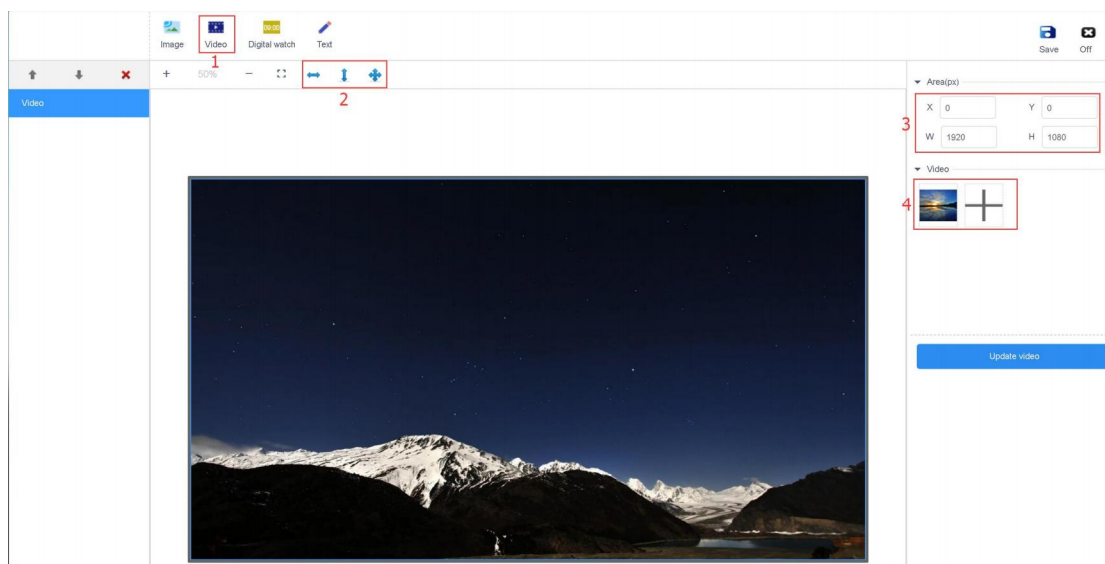 Image Video Digital watch Text
Save Off
1
50%
2
Video
Area(px)
3
X 0 Y 0
W 1920 H 1080
Video
4
Update video